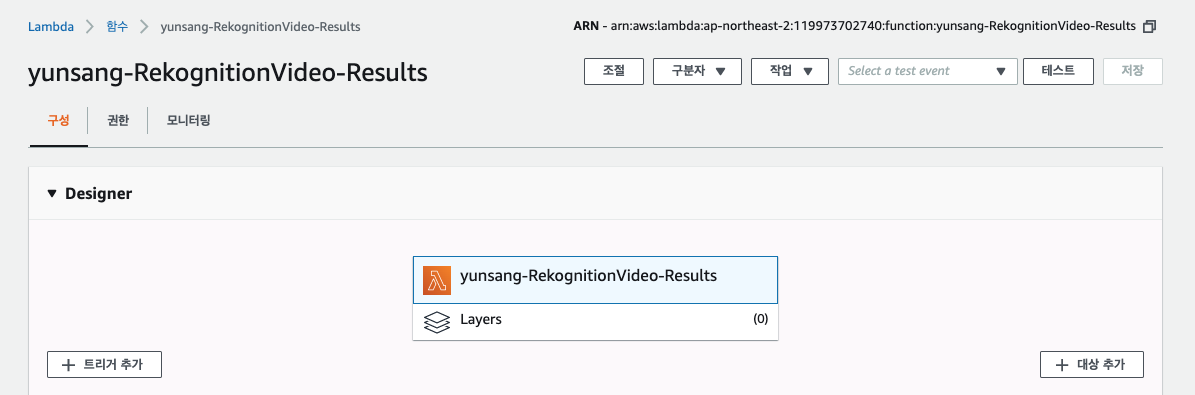 Lambda > 함수 > yunsang-RekognitionVideo-Results
ARN - arn:aws:lambda:ap-northeast-2:119973702740:function:yunsang-RekognitionVideo-Results
yunsang-RekognitionVideo-Results
조절 구분자 작업 Select a test event 테스트 저장
구성 권한 모니터링
Designer
yunsang-RekognitionVideo-Results
Layers (0)
+ 트리거 추가
+ 대상 추가